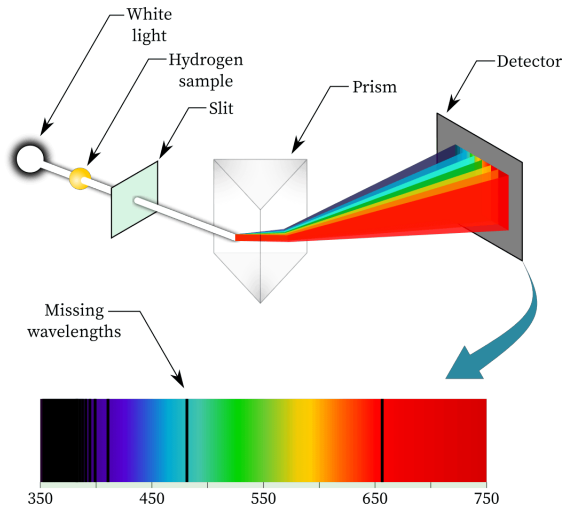 White
light
Hydrogen
sample
Slit
Prism
Detector
Missing
wavelengths
350 450 550 650 750